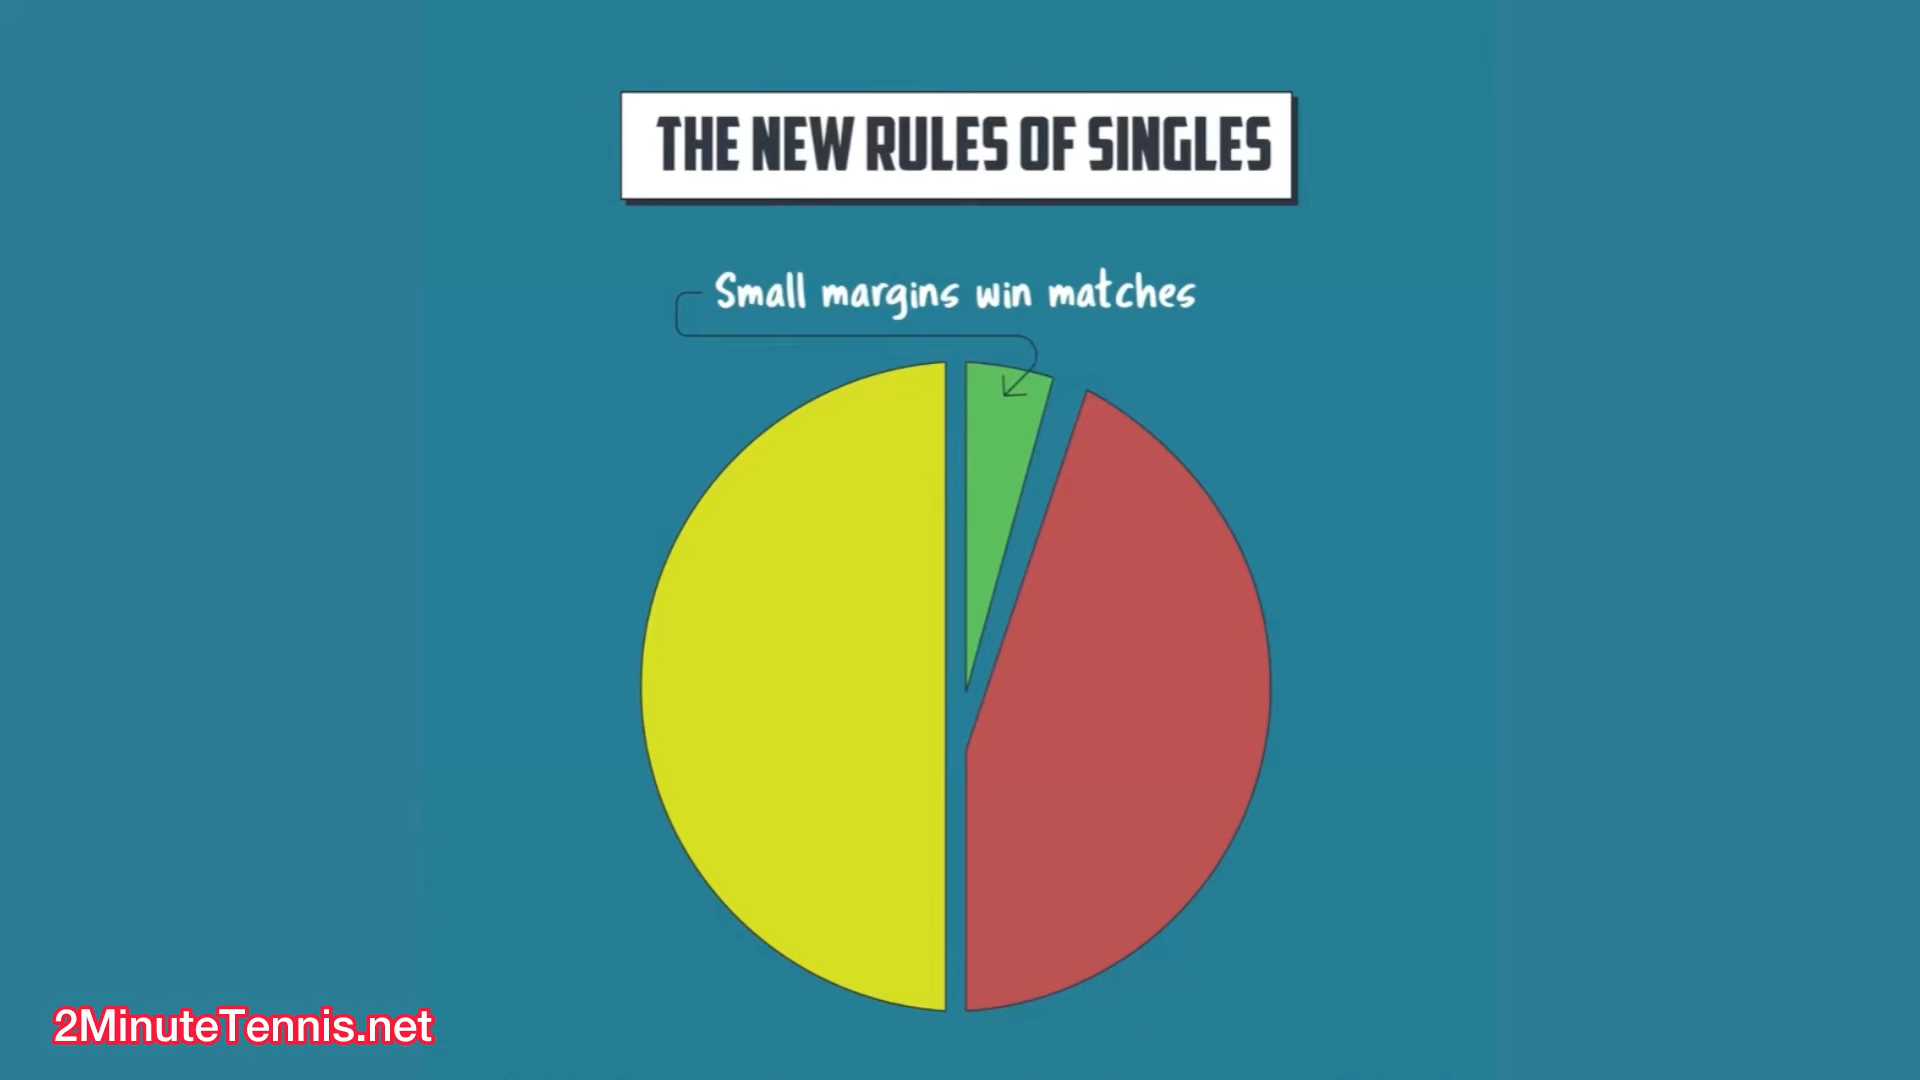 THE NEW RULES OF SINGLES
Small margins win matches
2MinuteTennis.net